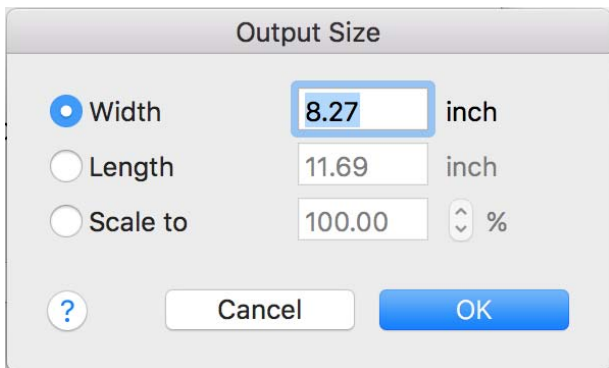 Output Size
Width 8.27 inch
Length 11.69 inch
Scale to 100.00 %
? Cancel OK